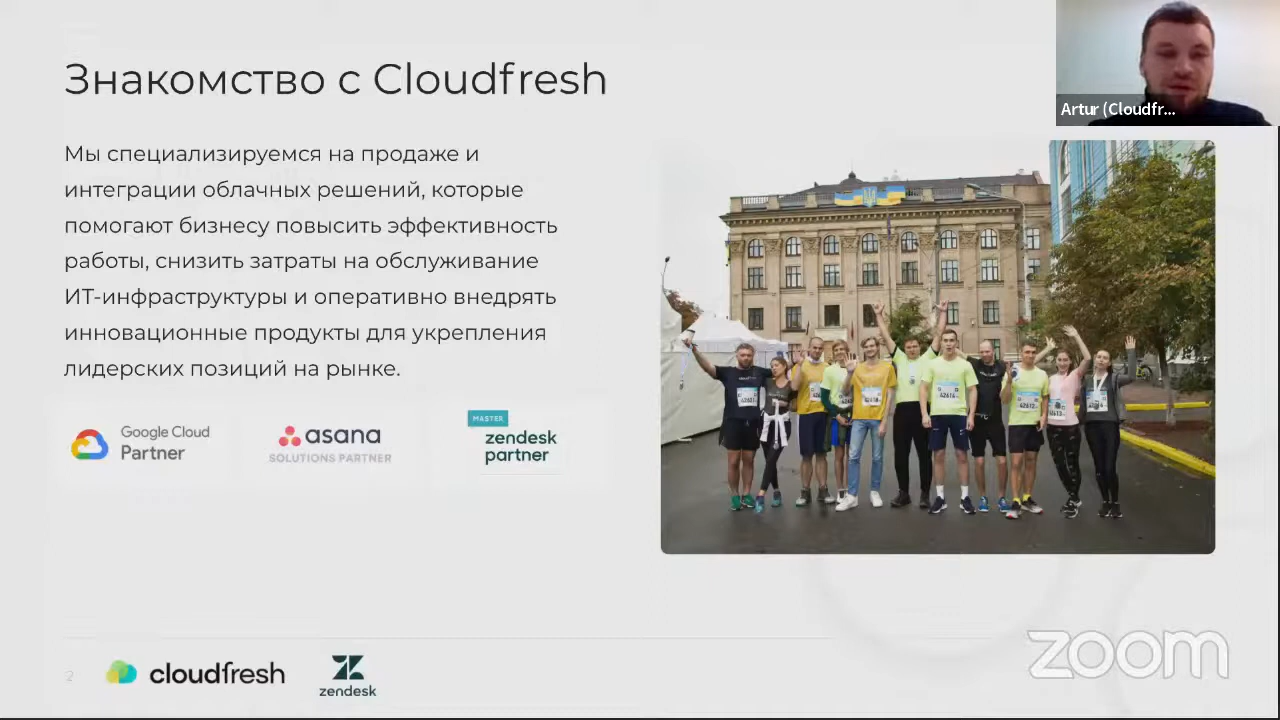 Знакомство с Cloudfresh
Artur (Cloudfr...
Мы специализируемся на продаже и
интеграции облачных решений, которые
помогают бизнесу повысить эффективность
работы, снизить затраты на обслуживание
ИТ-инфраструктуры и оперативно внедрять
инновационные продукты для укрепления
лидерских позиций на рынке.
Google Cloud
Partner
asana
SOLUTIONS PARTNER
MASTER
zendesk
partner
2
cloudfresh
zendesk
zoom